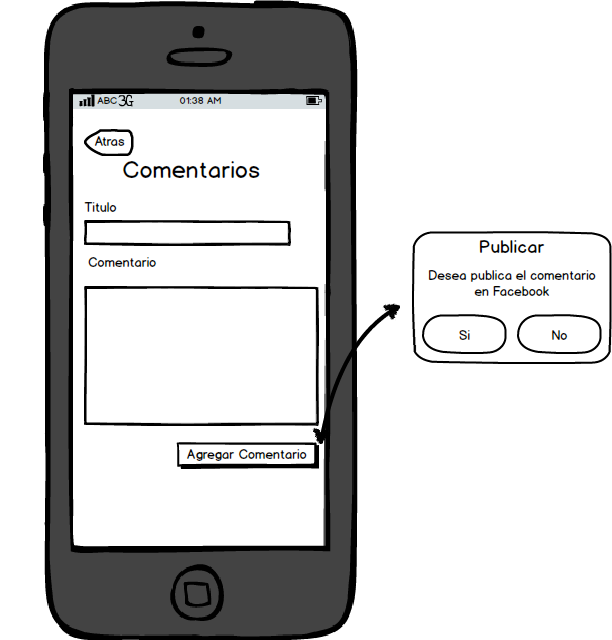 ABC 3G 01:38 AM
Atras
Comentarios
Titulo
Comentario
Agregar Comentario
Publicar
Desea publica el comentario
en Facebook
Si No